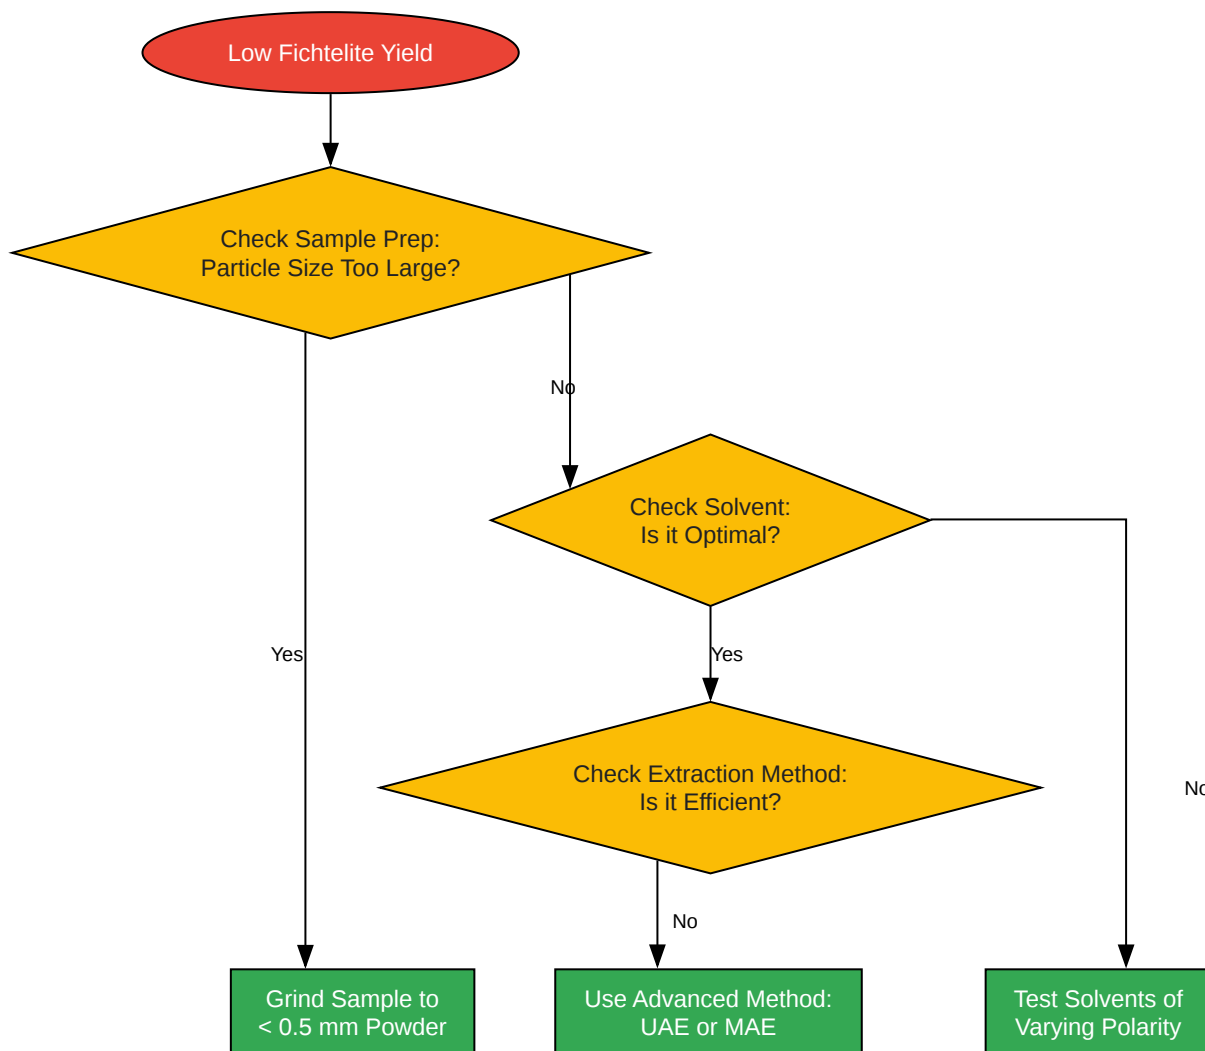 Low Fichtelite Yield
Check Sample Prep:
Particle Size Too Large?
No
Check Solvent:
Is it Optimal?
Yes
Yes
Check Extraction Method:
Is it Efficient?
No
No
Grind Sample to
< 0.5 mm Powder
Use Advanced Method:
UAE or MAE
Test Solvents of
Varying Polarity